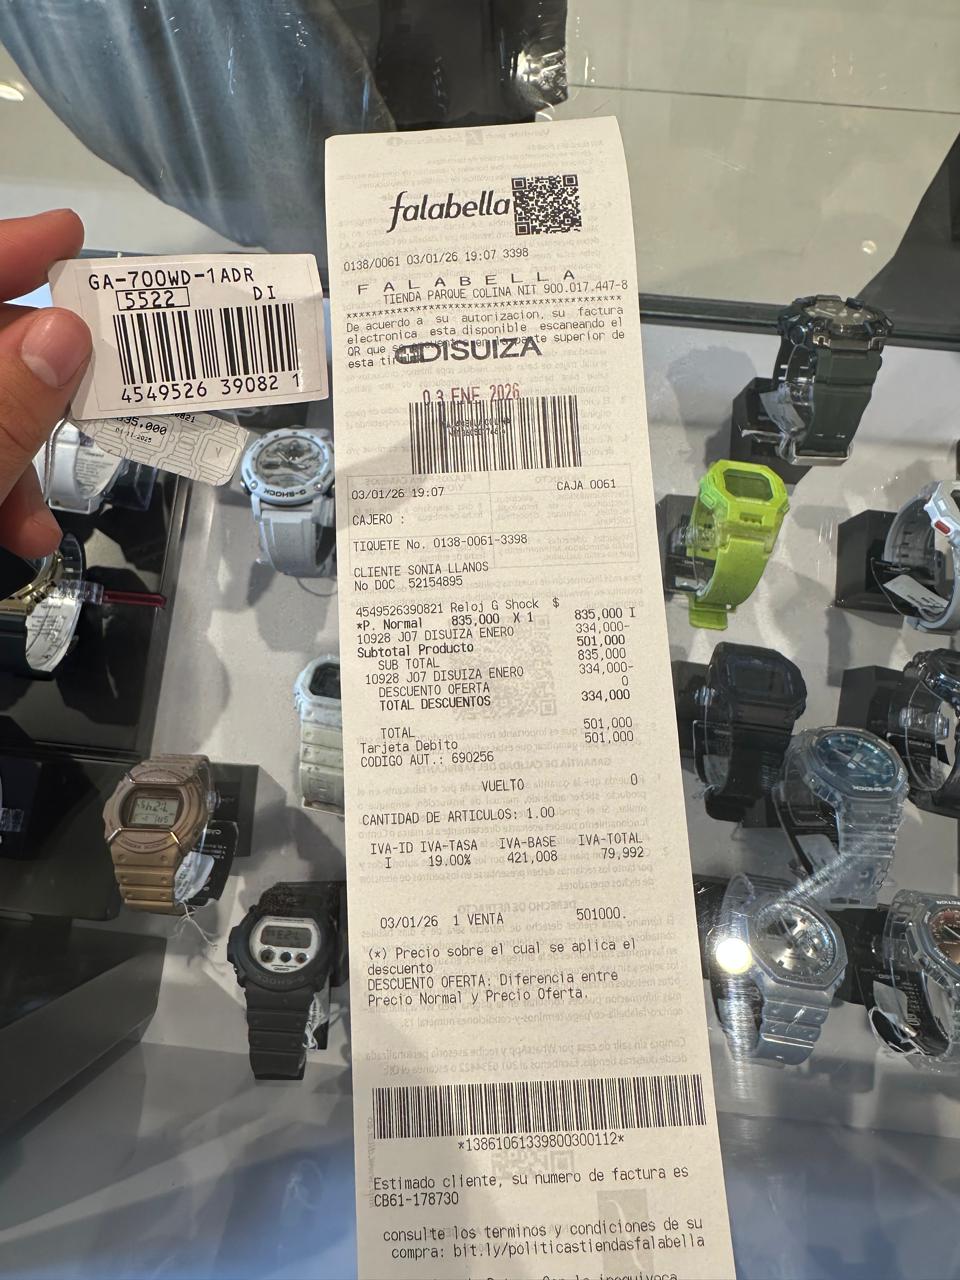 GA-700WD-1ADR
5522 DI
4549526 39082 1
falabella
0138/0061 03/01/26 19:07 3398
F A L A B E L L A
TIENDA PARQUE COLINA NIT 900.017.447-8
De acuerdo a su autorizacion, su factura
electronica esta disponible escaneando el
QR que se encuentra en la parte superior de
esta
DISUIZA
03 ENE 2026
03/01/26 19:07 CAJA 0061
CAJERO :
TIQUETE No. 0138-0061-3398
CLIENTE SONIA LLANOS
No DOC 52154895
4549526390821 Reloj G Shock $
*P. Normal 835,000 X 1 835,000 I
10928 J07 DISUIZA ENERO 334,000-
Subtotal Producto 501,000
SUB TOTAL 835,000
10928 J07 DISUIZA ENERO 334,000-
DESCUENTO OFERTA 0
TOTAL DESCUENTOS 334,000
TOTAL 501,000
Tarjeta Debito 501,000
CODIGO AUT.: 690256
VUELTO 0
CANTIDAD DE ARTICULOS: 1.00
IVA-ID IVA-TASA IVA-BASE IVA-TOTAL
I 19.00% 421,008 79,992
03/01/26 1 VENTA 501000.
(*) Precio sobre el cual se aplica el
descuento
DESCUENTO OFERTA: Diferencia entre
Precio Normal y Precio Oferta.
*13861061339800300112*
Estimado cliente, su numero de factura es
CB61-178730
consulte los terminos y condiciones de su
compra: bit.ly/politicastiendasfalabella